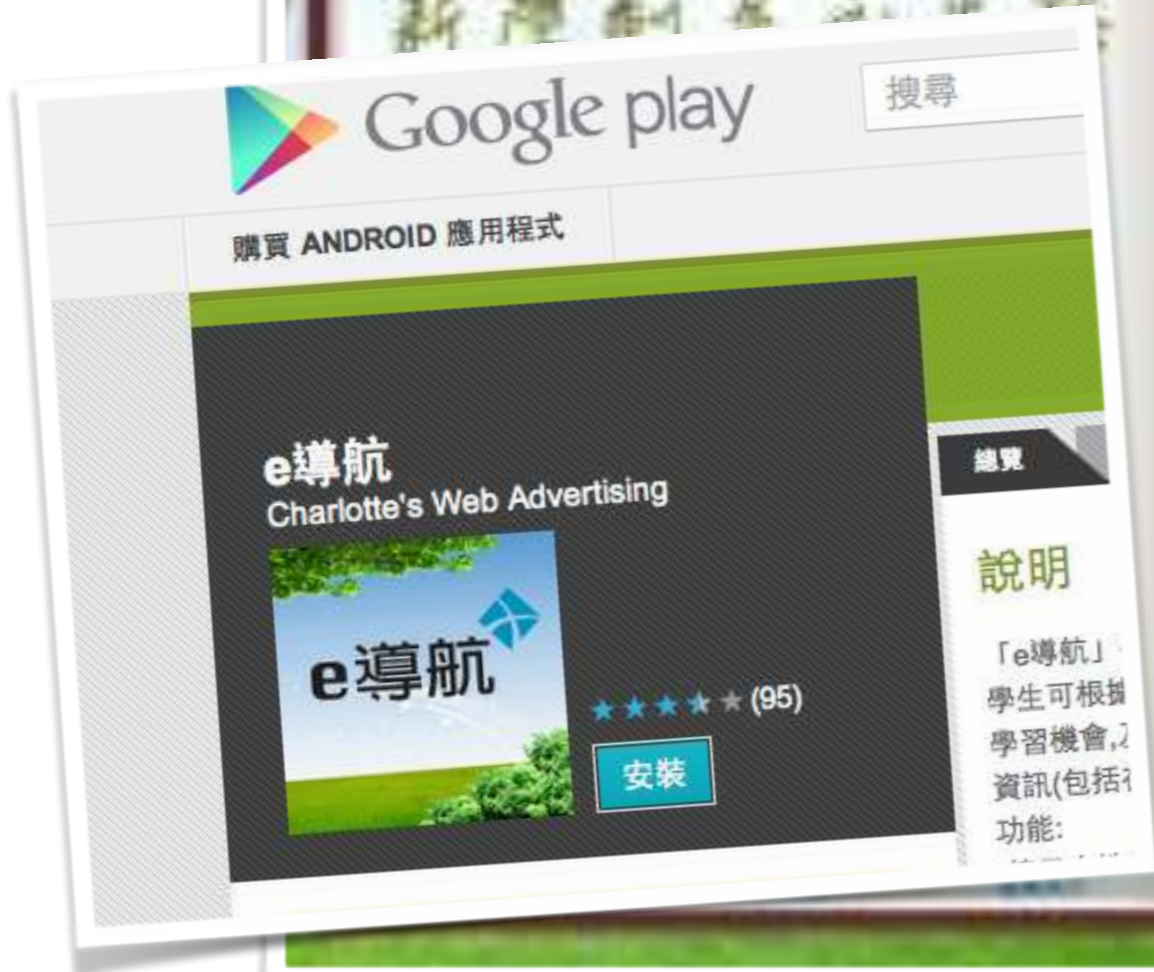 Google play
搜尋
購買 ANDROID 應用程式
e導航
Charlotte's Web Advertising
e導航
(95)
安裝
總覽
說明
「e導航」
學生可根據
學習機會,
資訊(包括
功能: